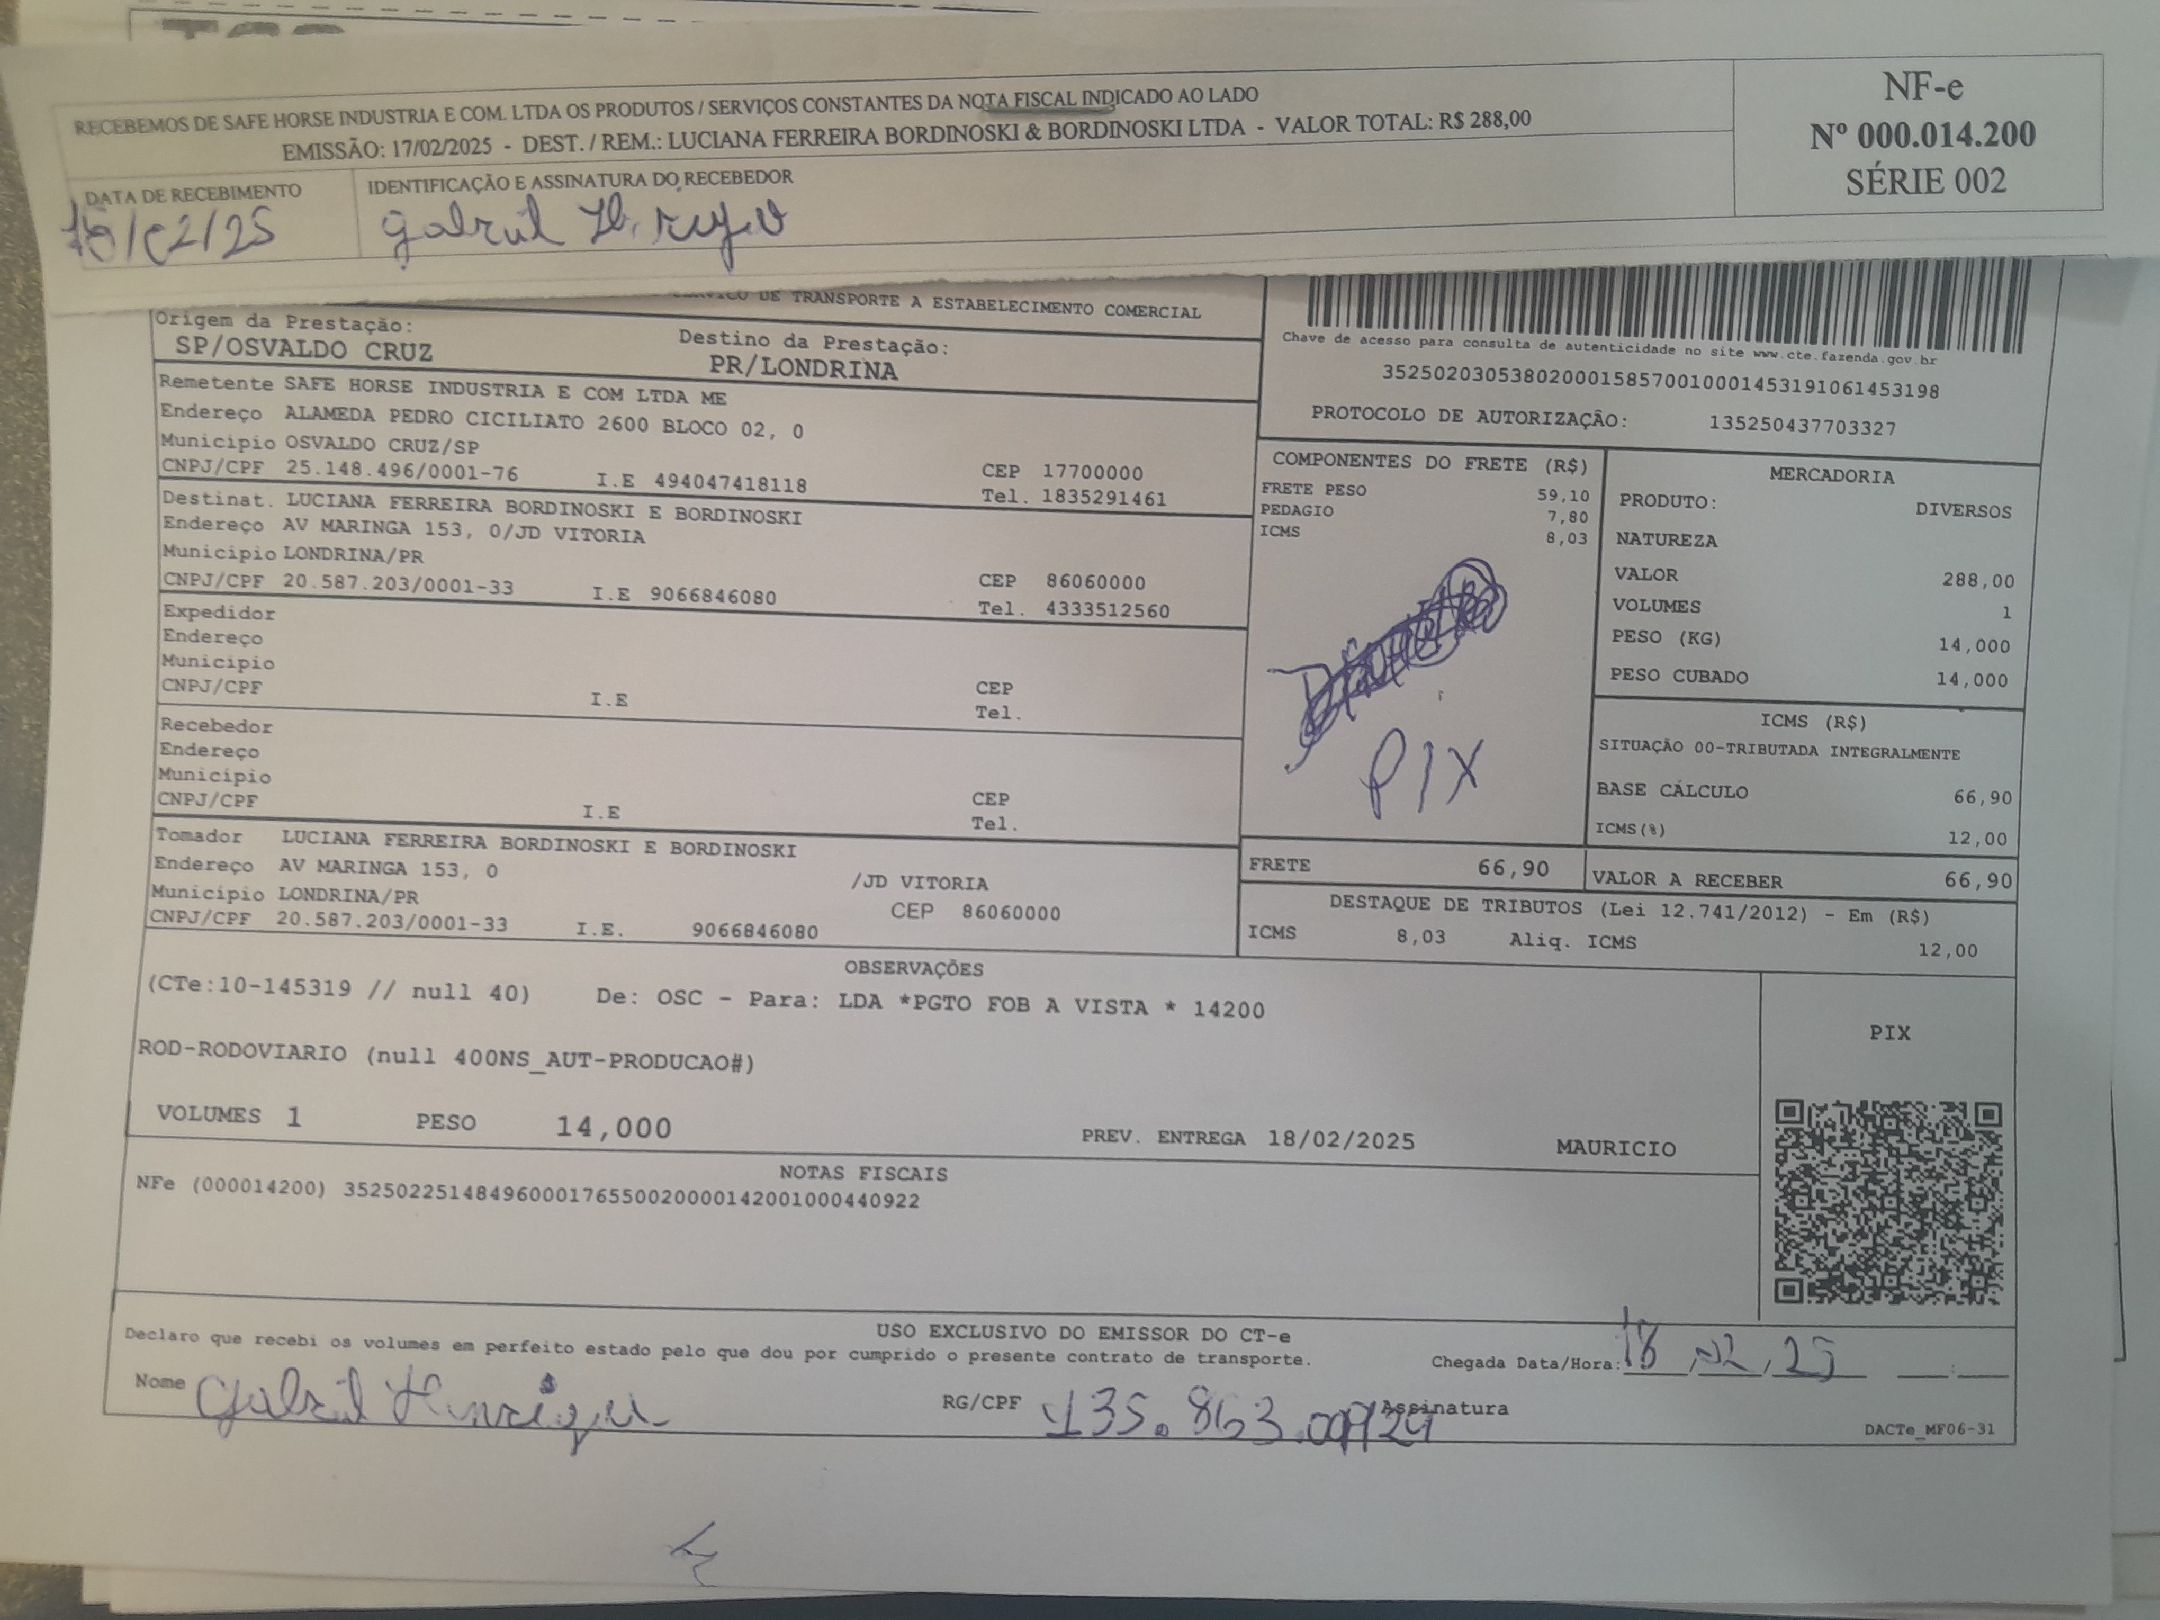 RECEBEMOS DE SAFE HORSE INDUSTRIA E COM. LTDA OS PRODUTOS / SERVIÇOS CONSTANTES DA NOTA FISCAL INDICADO AO LADO
EMISSÃO: 17/02/2025 - DEST. / REM.: LUCIANA FERREIRA BORDINOSKI & BORDINOSKI LTDA - VALOR TOTAL: R$ 288,00
NF-e
Nº 000.014.200
SÉRIE 002
DATA DE RECEBIMENTO
IDENTIFICAÇÃO E ASSINATURA DO RECEBEDOR
/02/25
DE TRANSPORTE A ESTABELECIMENTO COMERCIAL
Origem da Prestação:
SP/OSVALDO CRUZ
Destino da Prestação:
PR/LONDRINA
Chave de acesso para consulta de autenticidade no site www.cte.fazenda.gov.br
35250203053802000158570010001453191061453198
PROTOCOLO DE AUTORIZAÇÃO: 135250437703327
Remetente SAFE HORSE INDUSTRIA E COM LTDA ME
Endereço ALAMEDA PEDRO CICILIATO 2600 BLOCO 02, 0
Município OSVALDO CRUZ/SP
CNPJ/CPF 25.148.496/0001-76 I.E 494047418118
CEP 17700000
Tel. 1835291461
Destinat. LUCIANA FERREIRA BORDINOSKI E BORDINOSKI
Endereço AV MARINGA 153, 0/JD VITORIA
Município LONDRINA/PR
CNPJ/CPF 20.587.203/0001-33 I.E 9066846080
CEP 86060000
Tel. 4333512560
Expedidor
Endereço
Município
CNPJ/CPF I.E
CEP
Tel.
Recebedor
Endereço
Município
CNPJ/CPF I.E
CEP
Tel.
Tomador LUCIANA FERREIRA BORDINOSKI E BORDINOSKI
Endereço AV MARINGA 153, 0 /JD VITORIA
Município LONDRINA/PR CEP 86060000
CNPJ/CPF 20.587.203/0001-33 I.E. 9066846080
COMPONENTES DO FRETE (R$)
FRETE PESO 59,10
PEDAGIO 7,80
ICMS 8,03
PIX
MERCADORIA
PRODUTO: DIVERSOS
NATUREZA
VALOR 288,00
VOLUMES 1
PESO (KG) 14,000
PESO CUBADO 14,000
ICMS (R$)
SITUAÇÃO 00-TRIBUTADA INTEGRALMENTE
BASE CÁLCULO 66,90
ICMS(%) 12,00
FRETE 66,90
VALOR A RECEBER 66,90
DESTAQUE DE TRIBUTOS (Lei 12.741/2012) - Em (R$)
ICMS 8,03 Aliq. ICMS 12,00
OBSERVAÇÕES
(CTe:10-145319 // null 40) De: OSC - Para: LDA *PGTO FOB A VISTA * 14200
ROD-RODOVIARIO (null 400NS_AUT-PRODUCAO#)
PIX
VOLUMES 1 PESO 14,000 PREV. ENTREGA 18/02/2025 MAURICIO
NOTAS FISCAIS
NFe (000014200) 35250225148496000176550020000142001000440922
USO EXCLUSIVO DO EMISSOR DO CT-e
Declaro que recebi os volumes em perfeito estado pelo que dou por cumprido o presente contrato de transporte.
Chegada Data/Hora: 18 02 25
Nome Gabril Henrique
RG/CPF 135.863.009/29 Assinatura
DACTe_MF06-31